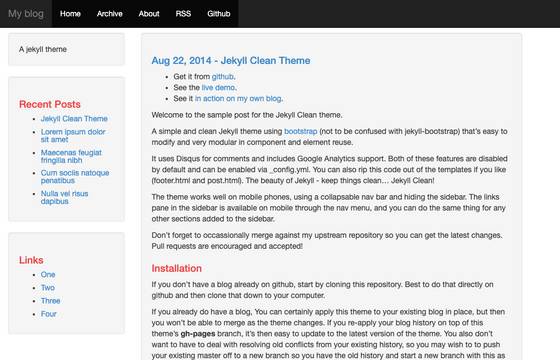 My blog Home Archive About RSS Github
A jekyll theme
Recent Posts
Jekyll Clean Theme
Lorem ipsum dolor
sit amet
Maecenas feugiat
fringilla nibh
Cum sociis natoque
penatibus
Nulla vel risus
dapibus
Links
One
Two
Three
Four
Aug 22, 2014 - Jekyll Clean Theme
Get it from github.
See the live demo.
See it in action on my own blog.
Welcome to the sample post for the Jekyll Clean theme.
A simple and clean Jekyll theme using bootstrap (not to be confused with jekyll-bootstrap) that's easy to
modify and very modular in component and element reuse.
It uses Disqus for comments and includes Google Analytics support. Both of these features are disabled
by default and can be enabled via _config.yml. You can also rip this code out of the templates if you like
(footer.html and post.html). The beauty of Jekyll - keep things clean… Jekyll Clean!
The theme works well on mobile phones, using a collapsable nav bar and hiding the sidebar. The links
pane in the sidebar is available on mobile through the nav menu, and you can do the same thing for any
other sections added to the sidebar.
Don't forget to occassionally merge against my upstream repository so you can get the latest changes.
Pull requests are encouraged and accepted!
Installation
If you don't have a blog already on github, start by cloning this repository. Best to do that directly on
github and then clone that down to your computer.
If you already do have a blog, You can certainly apply this theme to your existing blog in place, but then
you won't be able to merge as the theme changes. If you re-apply your blog history on top of this
theme's gh-pages branch, it's then easy to update to the latest version of the theme. You also don't
want to have to deal with resolving old conflicts from your existing history, so you may wish to to push
your existing master off to a new branch so you have the old history and start a new branch with this as